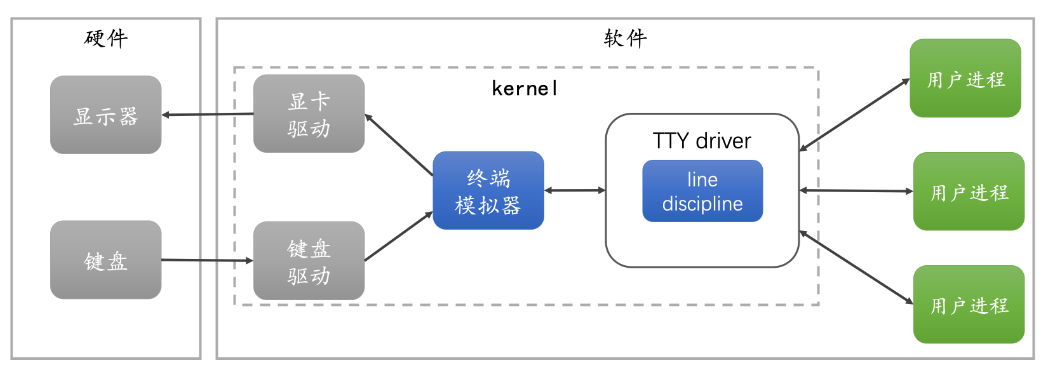 硬件
软件
kernel
显示器
显卡
驱动
键盘
键盘
驱动
终端
模拟器
TTY driver
line
discipline
用户进程
用户进程
用户进程